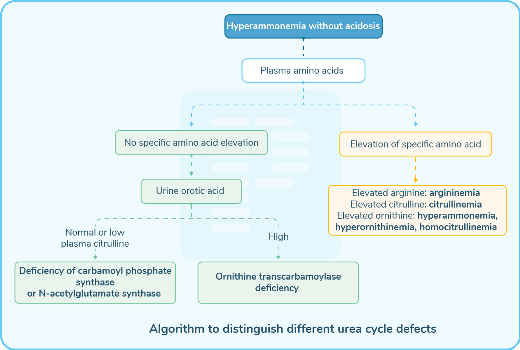 Hyperammonemia without acidosis
Plasma amino acids
No specific amino acid elevation
Elevation of specific amino acid
Urine orotic acid
Elevated arginine: argininemia
Elevated citrulline: citrullinemia
Elevated ornithine: hyperammonemia,
hyperornithinemia, homocitrullinemia
Normal or low
plasma citrulline
High
Deficiency of carbamoyl phosphate
synthase
or N-acetylglutamate synthase
Ornithine transcarbamoylase
deficiency
Algorithm to distinguish different urea cycle defects